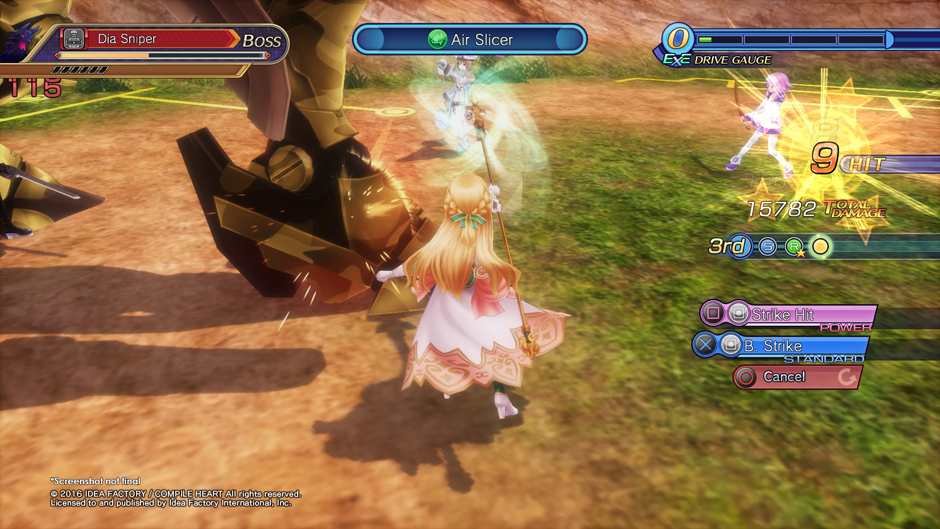 Dia Sniper
BOSS
115
Air Slicer
0
EXE DRIVE GAUGE
9 HIT
15782 TOTAL DAMAGE
3rd S R
Strike Hit
POWER
B. Strike
STANDARD
Cancel
*Screenshot not final
© 2016 IDEA FACTORY / COMPILE HEART All rights reserved.
Licensed to and published by Idea Factory International, Inc.